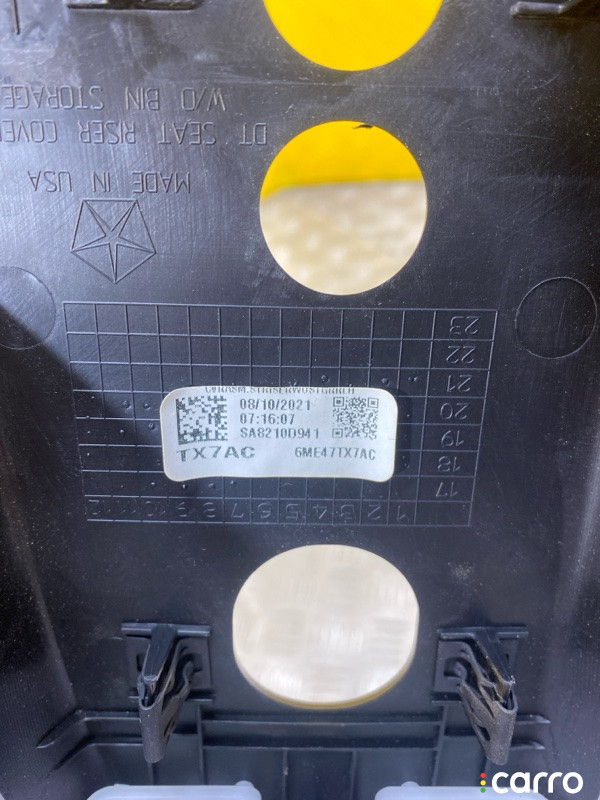 W/O BIN STORAGE
DT SEAT RISER COVE
MADE IN USA
23
22
21
20
19
18
17
1 2 3 4 5 6 7 8 9 10 11 12
08/10/2021
07:16:07
SA8210D941
TX7AC 6ME47TX7AC
carro